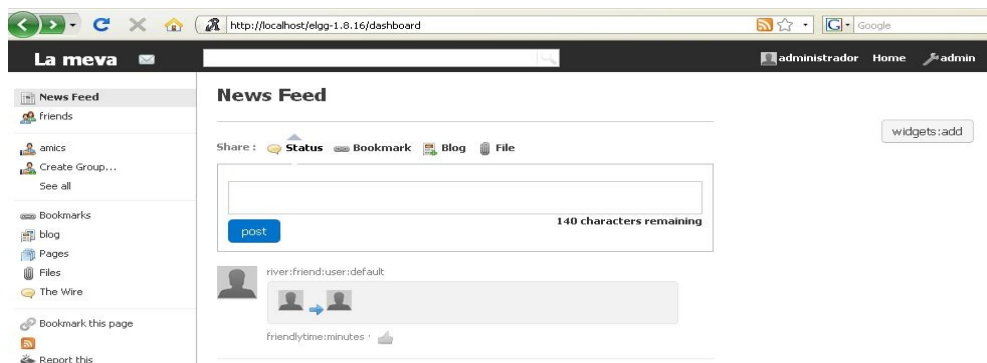 http://localhost/elgg-1.8.16/dashboard
Google
La meva
administrador Home admin
News Feed
friends
amics
Create Group...
See all
Bookmarks
blog
Pages
Files
The Wire
Bookmark this page
Report this
News Feed
Share: Status Bookmark Blog File
140 characters remaining
post
river:friend:user:default
friendlytime:minutes
widgets:add